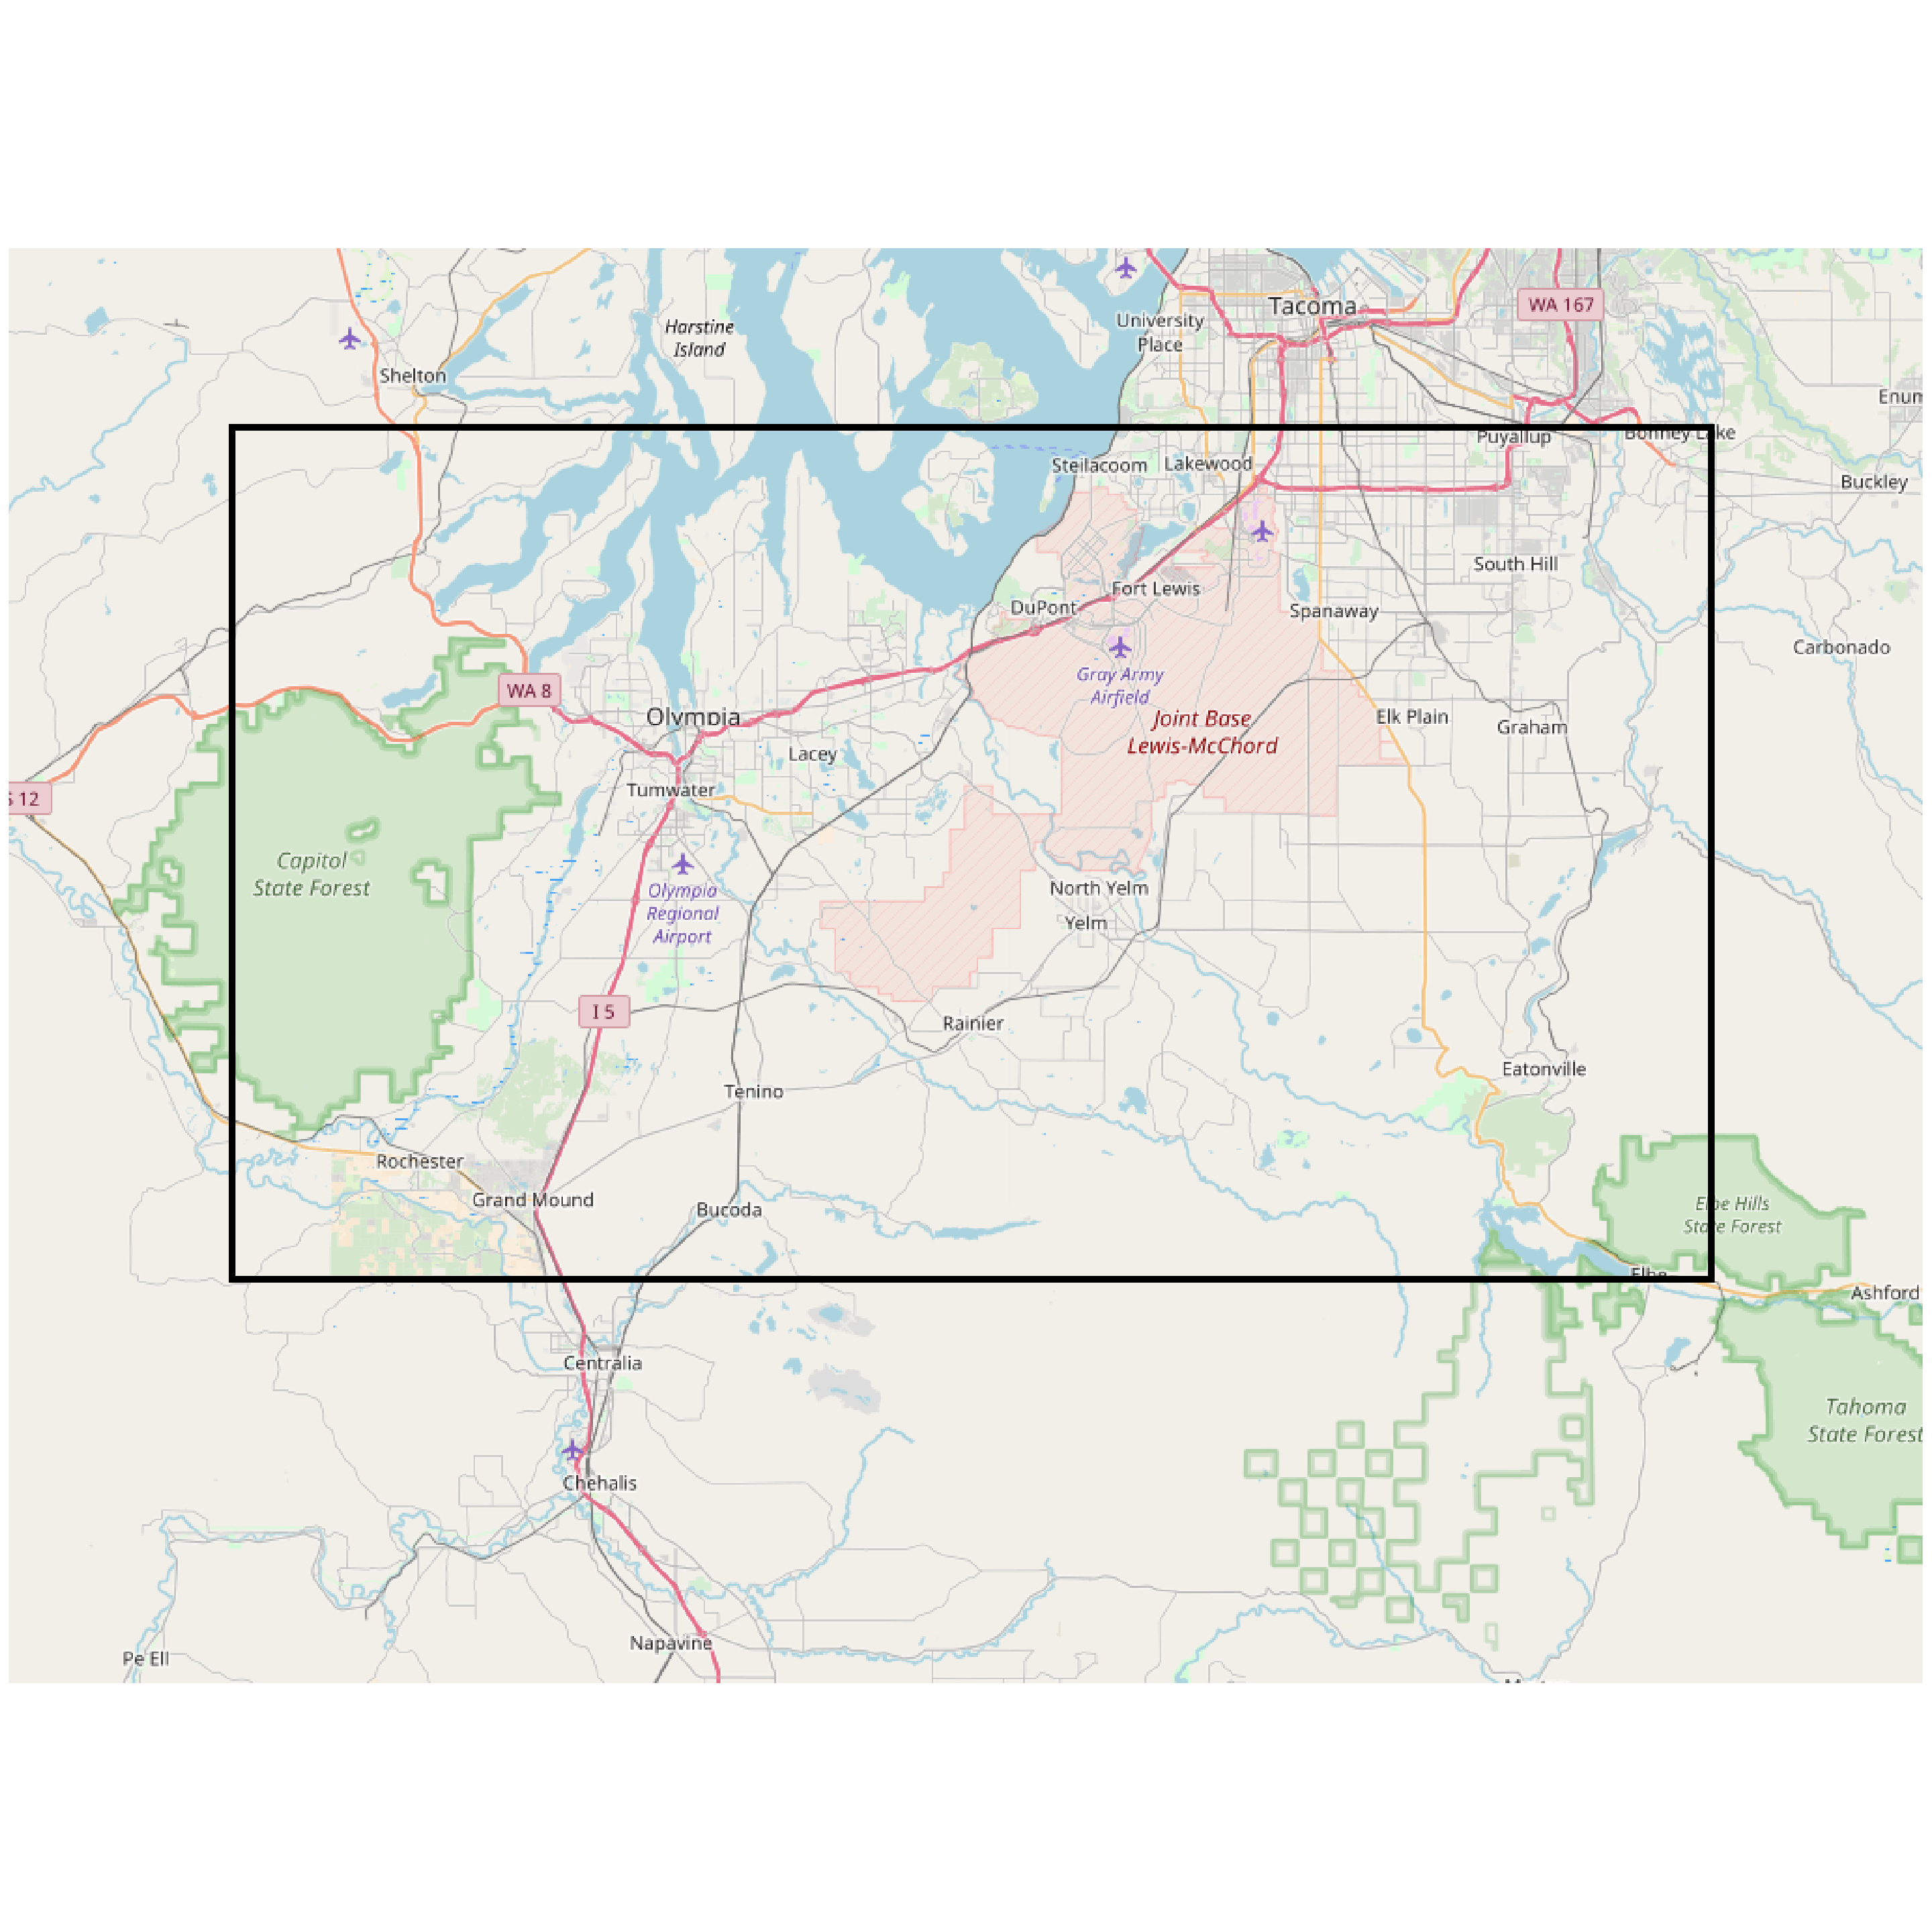 WA 167
Tacoma
University
Place
Harstine
Island
Shelton
Enum
Puyallup
Bonney Lake
Steilacoom
Lakewood
Buckley
South Hill
Fort Lewis
DuPont
Spanaway
Carbonado
Gray Army
Airfield
WA 8
Olympia
Joint Base
Lewis-McChord
Elk Plain
Graham
Lacey
Tumwater
S 12
Capitol
State Forest
Olympia
Regional
Airport
North Yelm
Yelm
I 5
Rainier
Eatonville
Tenino
Rochester
Grand Mound
Bucoda
Elbe Hills
State Forest
Elbe
Ashford
Centralia
Tahoma
State Forest
Chehalis
Napavine
Pe Ell